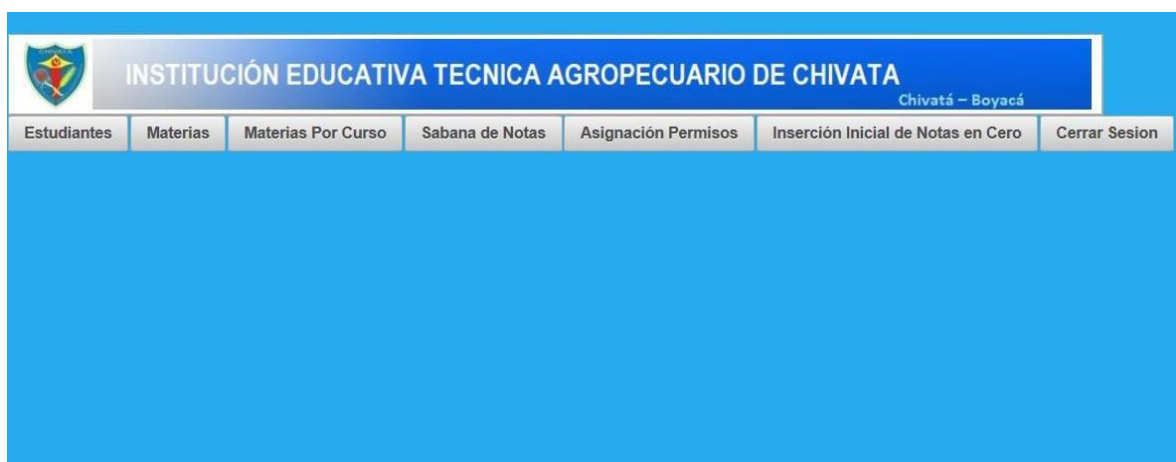 CHIVATA
INSTITUCIÓN EDUCATIVA TECNICA AGROPECUARIO DE CHIVATA
Chivatá – Boyacá
Estudiantes Materias Materias Por Curso Sabana de Notas Asignación Permisos Inserción Inicial de Notas en Cero Cerrar Sesion